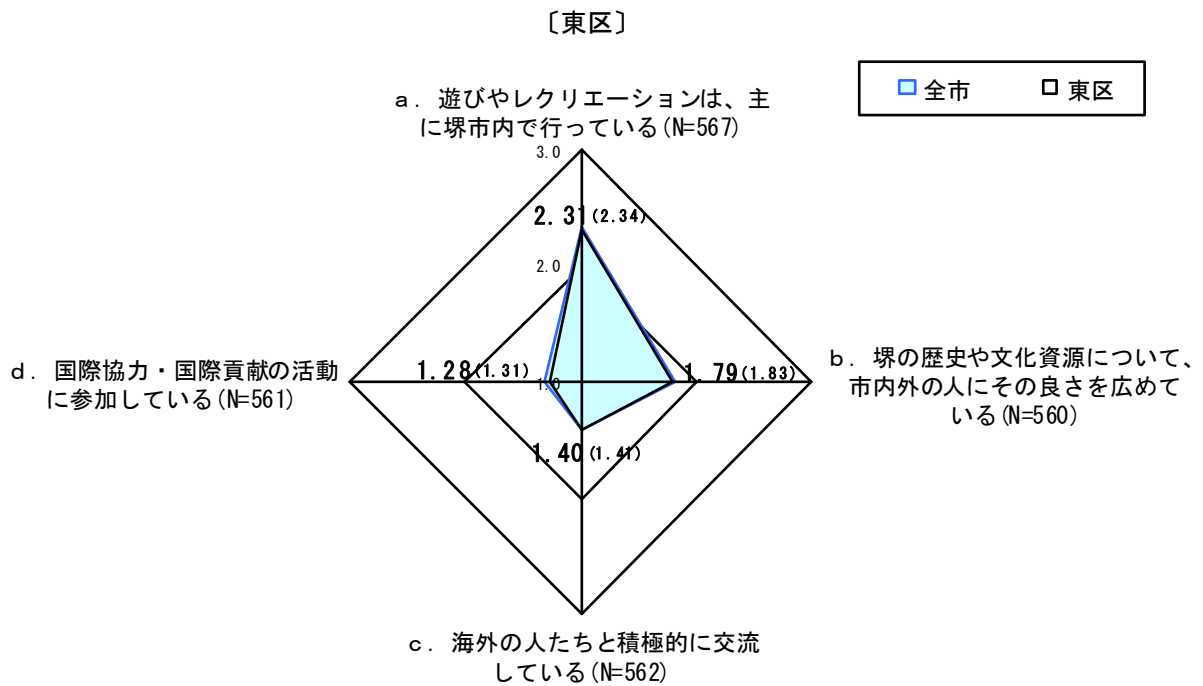 〔東区〕
全市 東区
a. 遊びやレクリエーションは、主
に堺市内で行っている(N=567)
3.0
2.31(2.34)
2.0
d. 国際協力・国際貢献の活動
に参加している(N=561)
1.28(1.31)
1.0
1.79(1.83)
b. 堺の歴史や文化資源について、
市内外の人にその良さを広めて
いる(N=560)
1.40(1.41)
c. 海外の人たちと積極的に交流
している(N=562)